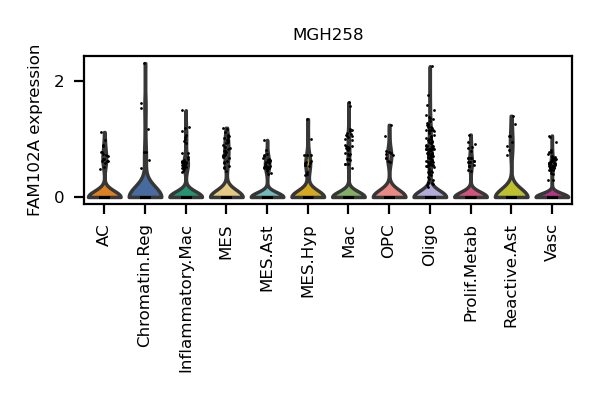 MGH258
FAM102A expression
2
0
AC
Chromatin.Reg
Inflammatory.Mac
MES
MES.Ast
MES.Hyp
Mac
OPC
Oligo
Prolif.Metab
Reactive.Ast
Vasc